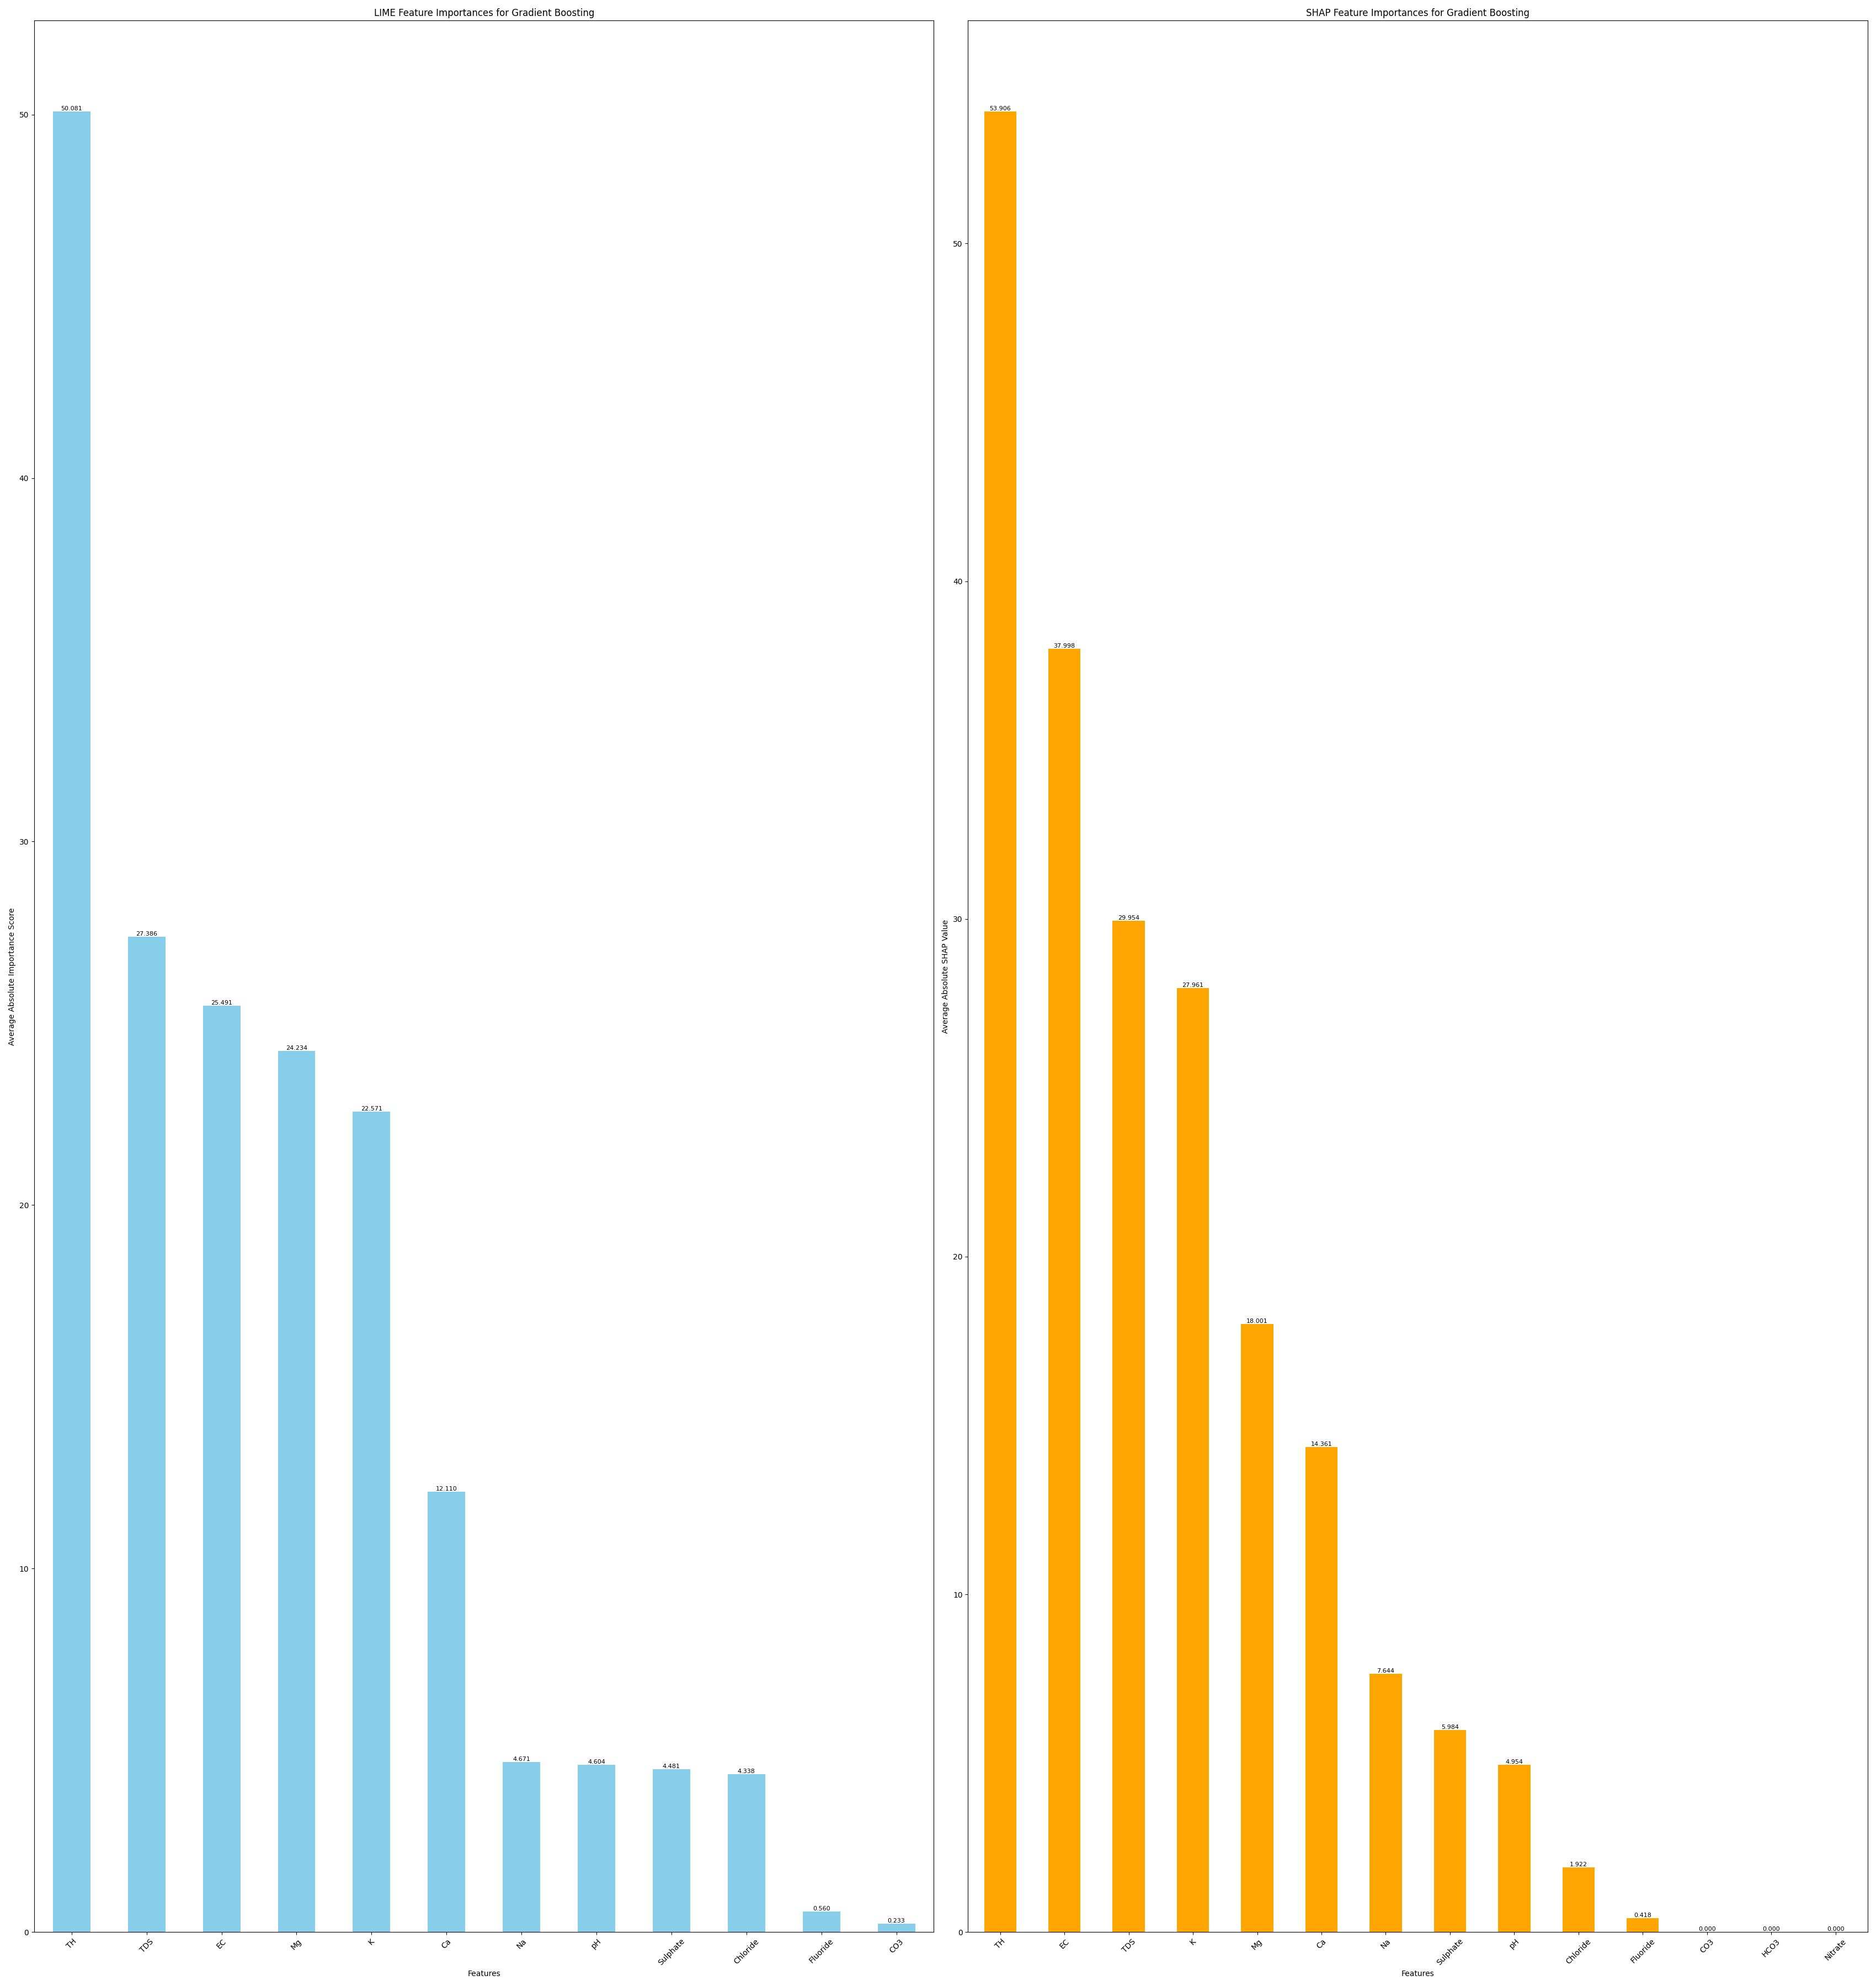 LIME Feature Importances for Gradient Boosting
Average Absolute Importance Score
50
40
30
20
10
0
50.081
27.386
25.491
24.234
22.571
12.110
4.671
4.604
4.481
4.338
0.560
0.233
TH
TDS
EC
Mg
K
Ca
Na
pH
Sulphate
Chloride
Fluoride
CO3
Features
SHAP Feature Importances for Gradient Boosting
Average Absolute SHAP Value
50
40
30
20
10
0
53.906
37.998
29.954
27.961
18.001
14.361
7.644
5.984
4.954
1.922
0.418
0.000
0.000
0.000
TH
EC
TDS
K
Mg
Ca
Na
Sulphate
pH
Chloride
Fluoride
CO3
HCO3
Nitrate
Features